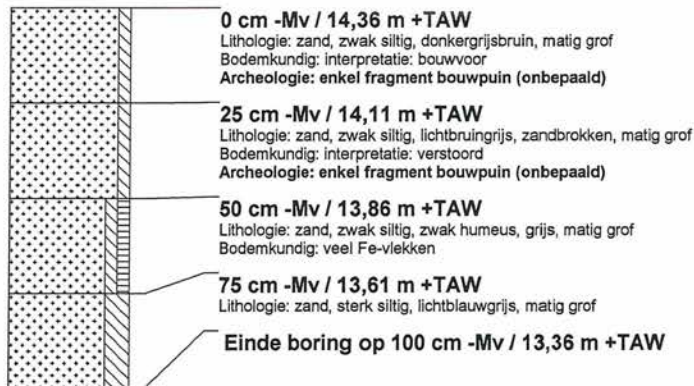 0 cm -Mv / 14,36 m +TAW
Lithologie: zand, zwak siltig, donkergrijsbruin, matig grof
Bodemkundig: interpretatie: bouwvoor
Archeologie: enkel fragment bouwpuin (onbepaald)
25 cm -Mv / 14,11 m +TAW
Lithologie: zand, zwak siltig, lichtbruingrijs, zandbrokken, matig grof
Bodemkundig: interpretatie: verstoord
Archeologie: enkel fragment bouwpuin (onbepaald)
50 cm -Mv / 13,86 m +TAW
Lithologie: zand, zwak siltig, zwak humeus, grijs, matig grof
Bodemkundig: veel Fe-vlekken
75 cm -Mv / 13,61 m +TAW
Lithologie: zand, sterk siltig, lichtblauwgrijs, matig grof
Einde boring op 100 cm -Mv / 13,36 m +TAW